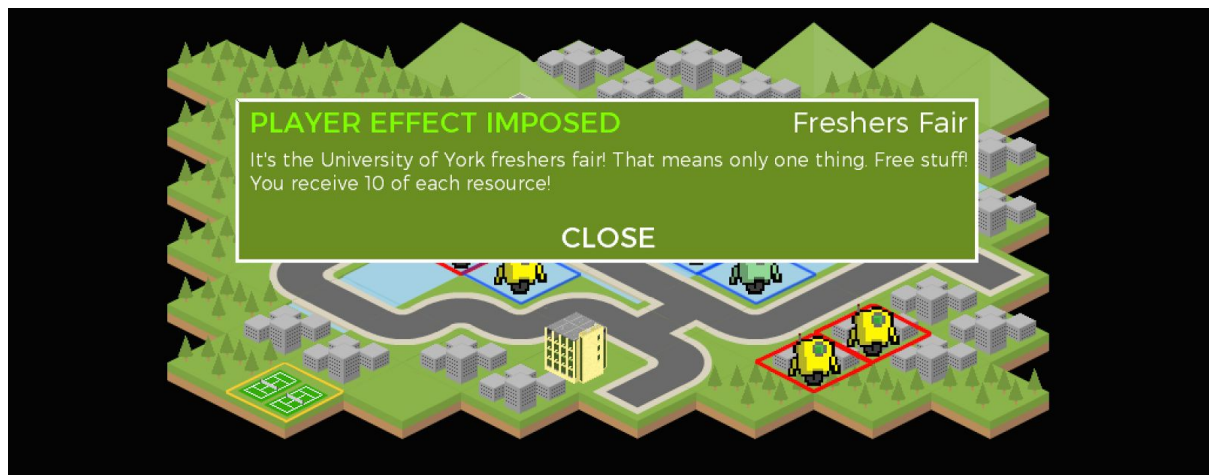 PLAYER EFFECT IMPOSED
Freshers Fair
It's the University of York freshers fair! That means only one thing. Free stuff!
You receive 10 of each resource!
CLOSE